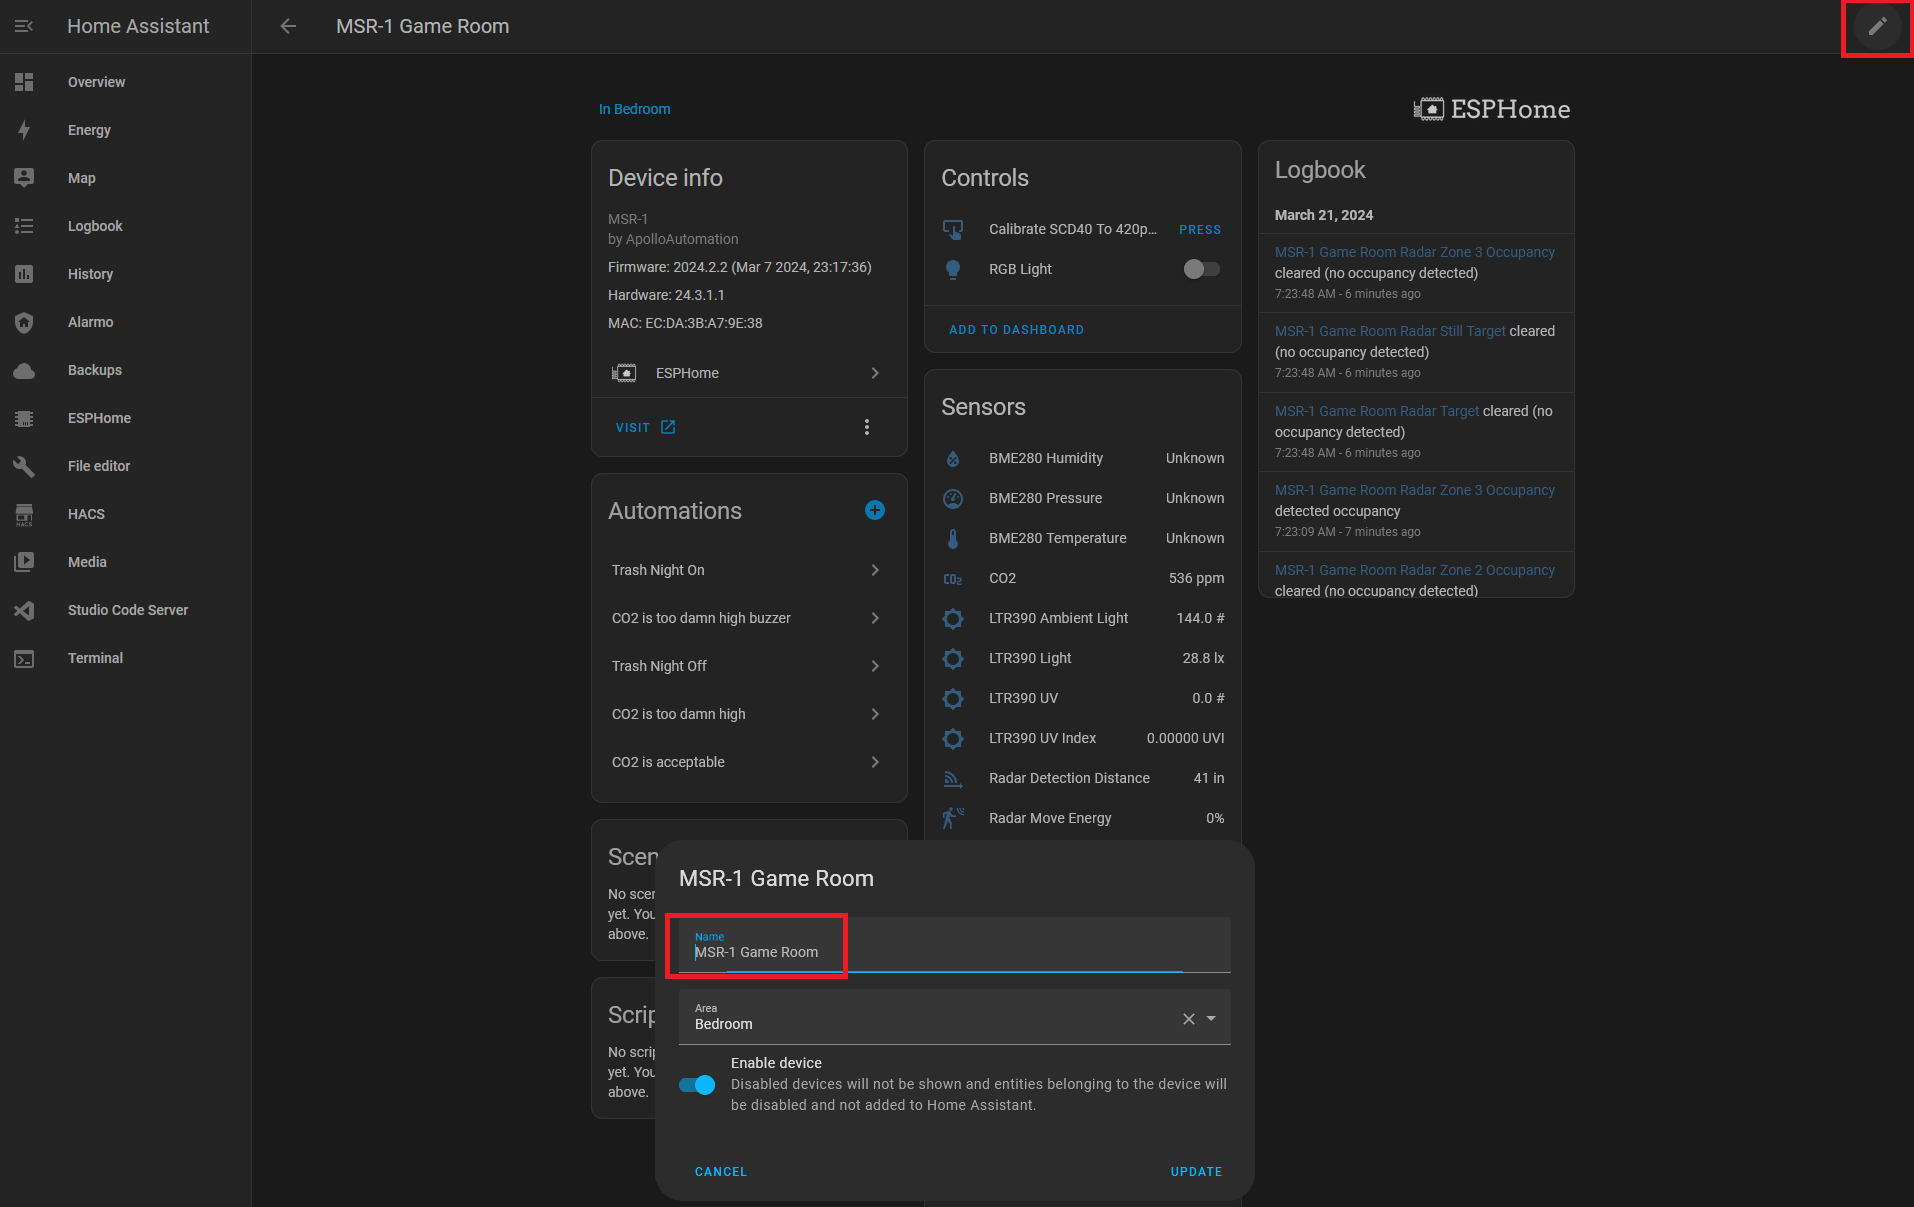 Home Assistant
MSR-1 Game Room
Overview
Energy
Map
Logbook
History
Alarmo
Backups
ESPHome
File editor
HACS
HACS
Media
Studio Code Server
Terminal
In Bedroom
ESPHome
Device info
MSR-1
by ApolloAutomation
Firmware: 2024.2.2 (Mar 7 2024, 23:17:36)
Hardware: 24.3.1.1
MAC: EC:DA:3B:A7:9E:38
ESPHome
VISIT
Automations
Trash Night On
CO2 is too damn high buzzer
Trash Night Off
CO2 is too damn high
CO2 is acceptable
Scen
No scen
yet. You
above.
Scrip
No scrip
yet. You
above.
Controls
Calibrate SCD40 To 420p... PRESS
RGB Light
ADD TO DASHBOARD
Sensors
BME280 Humidity Unknown
BME280 Pressure Unknown
BME280 Temperature Unknown
CO2 CO2 536 ppm
LTR390 Ambient Light 144.0 #
LTR390 Light 28.8 lx
LTR390 UV 0.0 #
LTR390 UV Index 0.00000 UVI
Radar Detection Distance 41 in
Radar Move Energy 0%
Logbook
March 21, 2024
MSR-1 Game Room Radar Zone 3 Occupancy
cleared (no occupancy detected)
7:23:48 AM - 6 minutes ago
MSR-1 Game Room Radar Still Target cleared
(no occupancy detected)
7:23:48 AM - 6 minutes ago
MSR-1 Game Room Radar Target cleared (no
occupancy detected)
7:23:48 AM - 6 minutes ago
MSR-1 Game Room Radar Zone 3 Occupancy
detected occupancy
7:23:09 AM - 7 minutes ago
MSR-1 Game Room Radar Zone 2 Occupancy
cleared (no occupancy detected)
MSR-1 Game Room
Name
MSR-1 Game Room
Area
Bedroom
Enable device
Disabled devices will not be shown and entities belonging to the device will
be disabled and not added to Home Assistant.
CANCEL
UPDATE